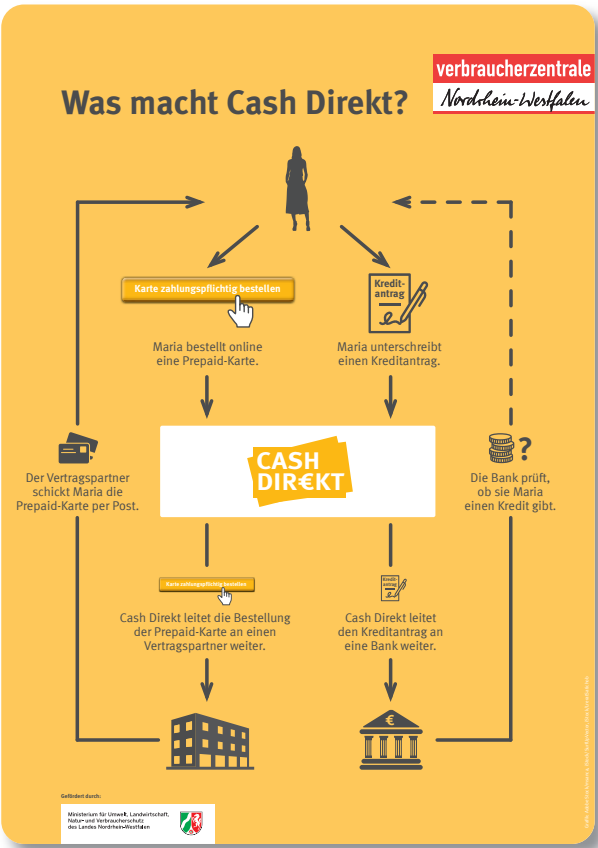 verbraucherzentrale
Nordrhein-Westfalen
Was macht Cash Direkt?
Karte zahlungspflichtig bestellen
Kredit-
antrag
Maria bestellt online
eine Prepaid-Karte.
Maria unterschreibt
einen Kreditantrag.
CASH
DIR€KT
?
Der Vertragspartner
schickt Maria die
Prepaid-Karte per Post.
Die Bank prüft,
ob sie Maria
einen Kredit gibt.
Karte zahlungspflichtig bestellen
Kredit-
antrag
Cash Direkt leitet die Bestellung
der Prepaid-Karte an einen
Vertragspartner weiter.
Cash Direkt leitet
den Kreditantrag an
eine Bank weiter.
€
Gefördert durch:
Ministerium für Umwelt, Landwirtschaft,
Natur- und Verbraucherschutz
des Landes Nordrhein-Westfalen